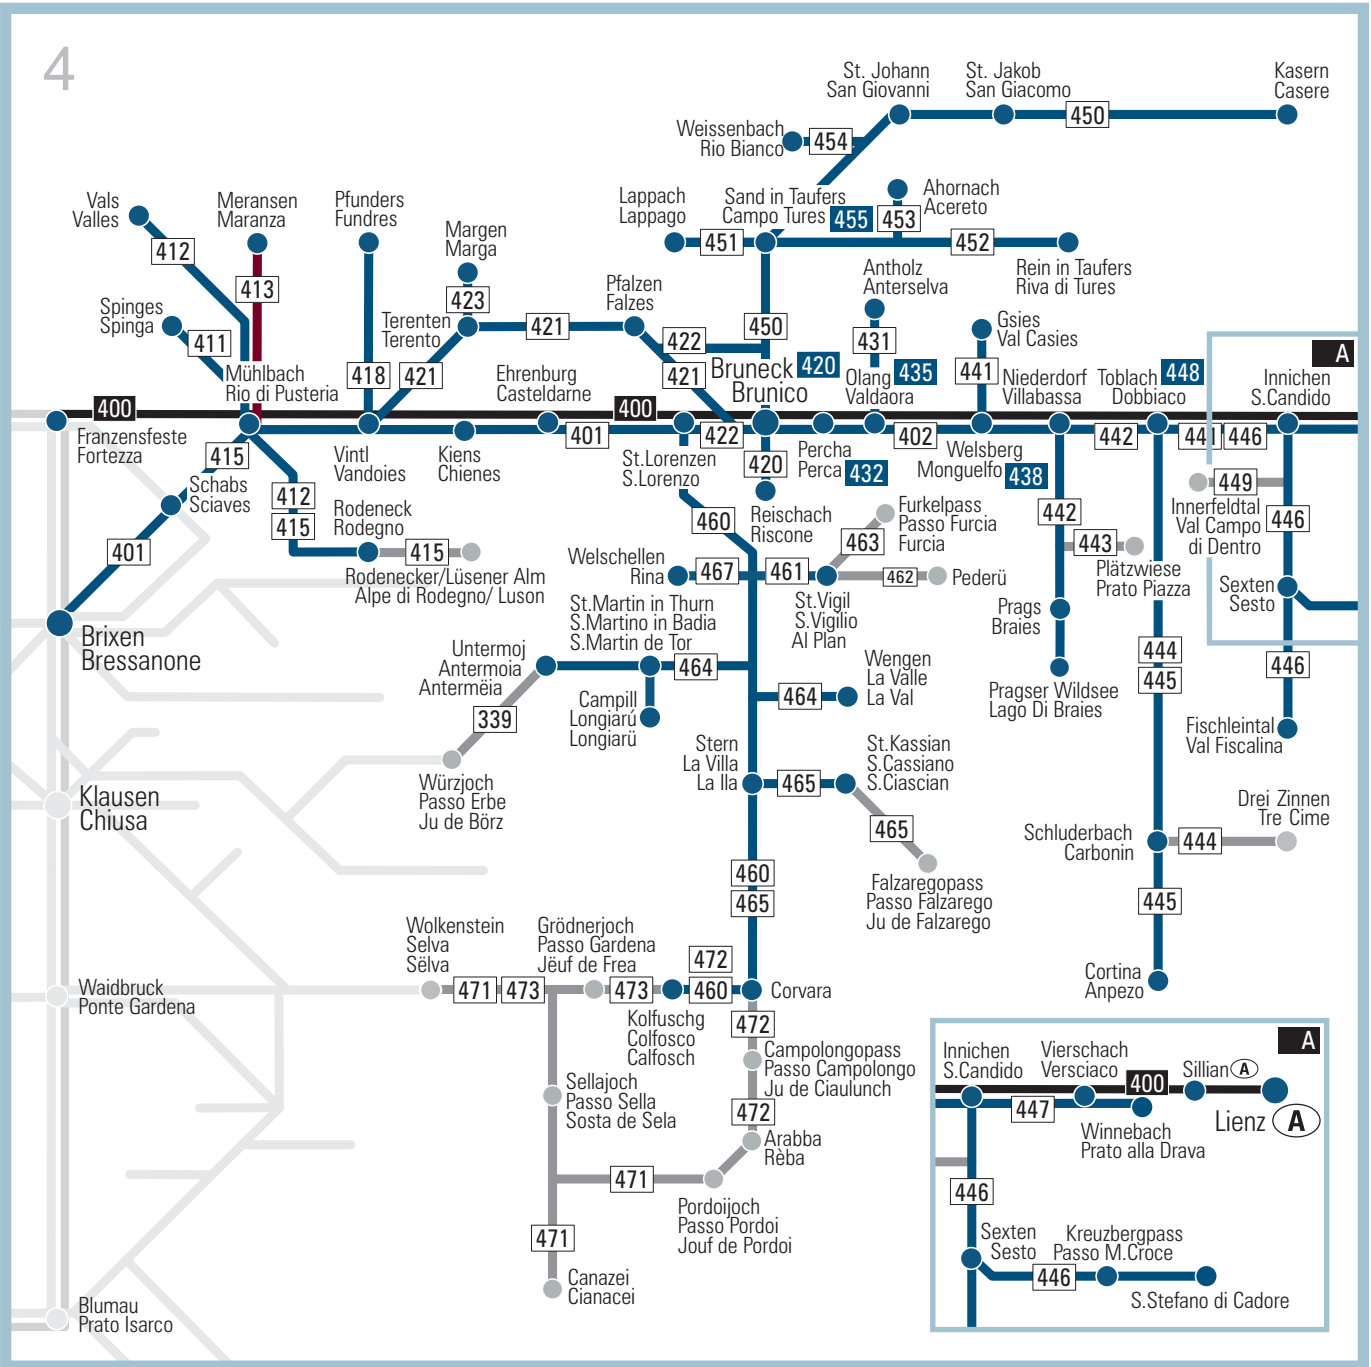 4
St. Johann
San Giovanni
St. Jakob
San Giacomo
450
Kasern
Casere
Weissenbach
Rio Bianco
454
Vals
Valles
412
Meransen
Maranza
413
Pfunders
Fundres
Margen
Marga
423
Lappach
Lappago
451
Sand in Taufers
Campo Tures
455
Ahornach
Acereto
453
452
Rein in Taufers
Riva di Tures
Spinges
Spinga
411
Terenten
Terento
421
Pfalzen
Falzes
422
450
Antholz
Anterselva
431
Gsies
Val Casies
441
A
Mühlbach
Rio di Pusteria
418
421
Ehrenburg
Casteldarne
421
Bruneck
Brunico
420
Olang
Valdaora
435
Niederdorf
Villabassa
Toblach
Dobbiaco
448
Innichen
S.Candido
400
400
Franzensfeste
Fortezza
415
Vintl
Vandoies
Kiens
Chienes
401
422
St.Lorenzen
S.Lorenzo
420
Percha
Perca
432
402
Welsberg
Monguelfo
438
442
441
446
Schabs
Sciaves
412
415
Rodeneck
Rodegno
415
Rodenecker/Lüsener Alm
Alpe di Rodegno/ Luson
401
460
Reischach
Riscone
Furkelpass
Passo Furcia
Furcia
463
442
443
Plätzwiese
Prato Piazza
449
Innerfeldtal
Val Campo
di Dentro
446
Welschellen
Rina
467
461
462
Pederü
St.Vigil
S.Vigilio
Al Plan
Sexten
Sesto
Brixen
Bressanone
St.Martin in Thurn
S.Martino in Badia
S.Martin de Tor
Prags
Braies
Untermoj
Antermoia
Antermëia
464
444
445
446
Wengen
La Valle
La Val
464
Campill
Longiarú
Longiarü
339
Pragser Wildsee
Lago Di Braies
Fischleintal
Val Fiscalina
Stern
La Villa
La Ila
465
St.Kassian
S.Cassiano
S.Ciascian
Würzjoch
Passo Erbe
Ju de Börz
Klausen
Chiusa
465
Drei Zinnen
Tre Cime
Schluderbach
Carbonin
444
460
465
Falzaregopass
Passo Falzarego
Ju de Falzarego
445
Wolkenstein
Selva
Sëlva
Grödnerjoch
Passo Gardena
Jëuf de Frea
472
471
473
473
460
Corvara
Cortina
Anpezo
Waidbruck
Ponte Gardena
Kolfuschg
Colfosco
Calfosch
472
Campolongopass
Passo Campolongo
Ju de Ciaulunch
472
Sellajoch
Passo Sella
Sosta de Sela
Arabba
Rèba
471
Pordoijoch
Passo Pordoi
Jouf de Pordoi
471
Canazei
Cianacei
Blumau
Prato Isarco
A
Innichen
S.Candido
Vierschach
Versciaco
400
Sillian A
447
Winnebach
Prato alla Drava
Lienz A
446
Sexten
Sesto
Kreuzbergpass
Passo M.Croce
446
S.Stefano di Cadore